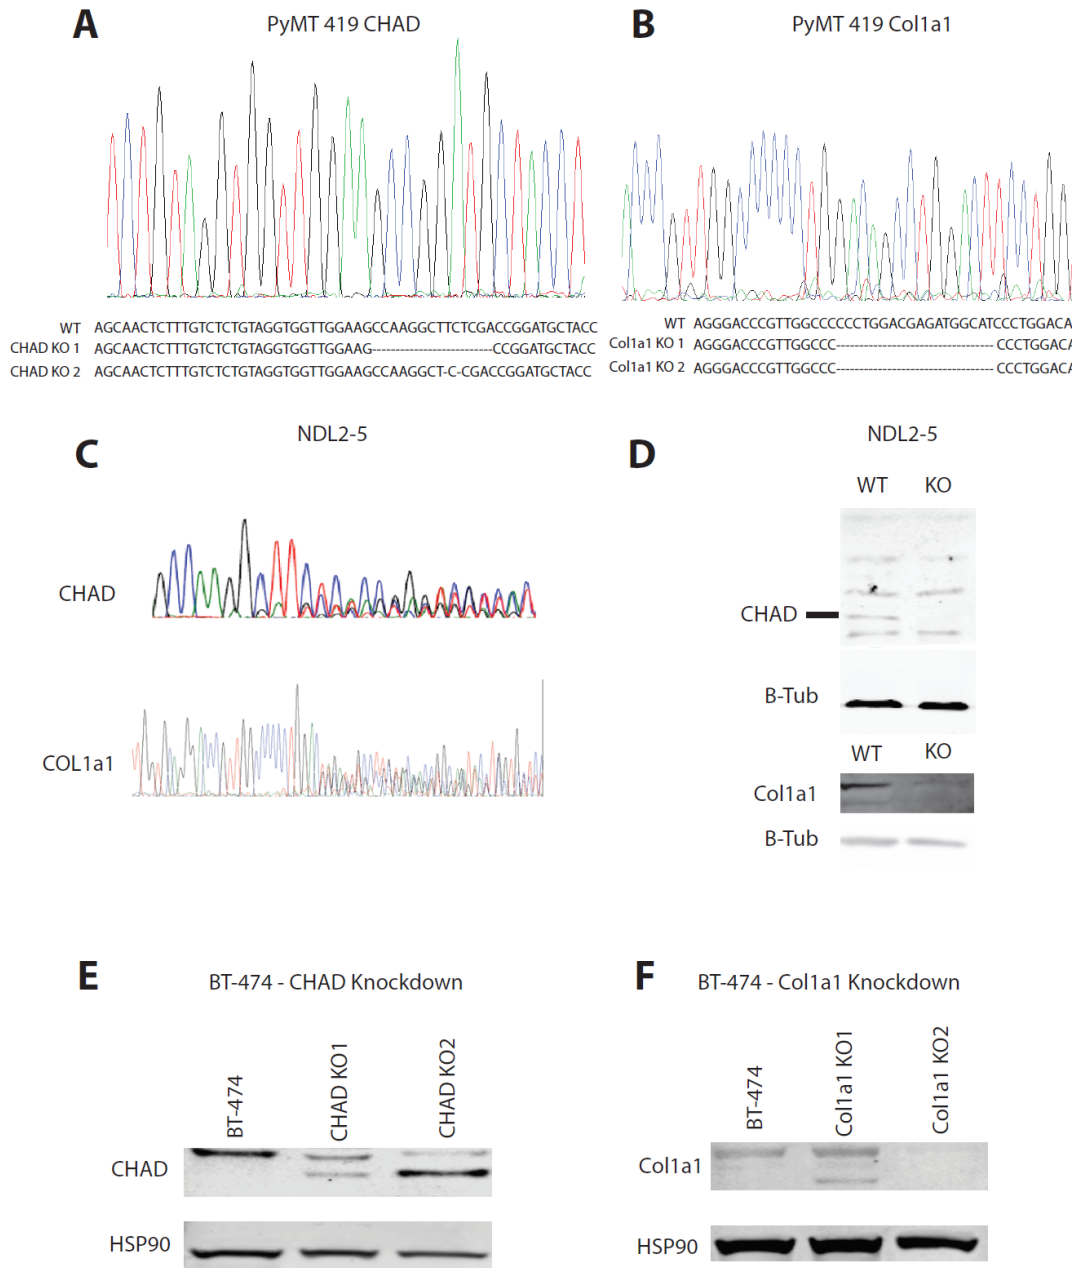 A
PyMT 419 CHAD
B
PyMT 419 Col1a1
WT AGCAACTCTTTGTCTCTGTAGGTGGTTGGAAGCCAAGGCTTCTCGACCGGATGCTACC
CHAD KO 1 AGCAACTCTTTGTCTCTGTAGGTGGTTGGAAG--------------------------CCGGATGCTACC
CHAD KO 2 AGCAACTCTTTGTCTCTGTAGGTGGTTGGAAGCCAAGGCT-C-CGACCGGATGCTACC
WT AGGGACCCGTTGGCCCCCCTGGACGAGATGGCATCCCTGGACA
Col1a1 KO 1 AGGGACCCGTTGGCCC----------------------------------CCCTGGACA
Col1a1 KO 2 AGGGACCCGTTGGCCC----------------------------------CCCTGGACA
C
NDL2-5
CHAD
COL1a1
D
NDL2-5
WT KO
CHAD
B-Tub
WT KO
Col1a1
B-Tub
E
BT-474 - CHAD Knockdown
BT-474
CHAD KO1
CHAD KO2
CHAD
HSP90
F
BT-474 - Col1a1 Knockdown
BT-474
Col1a1 KO1
Col1a1 KO2
Col1a1
HSP90